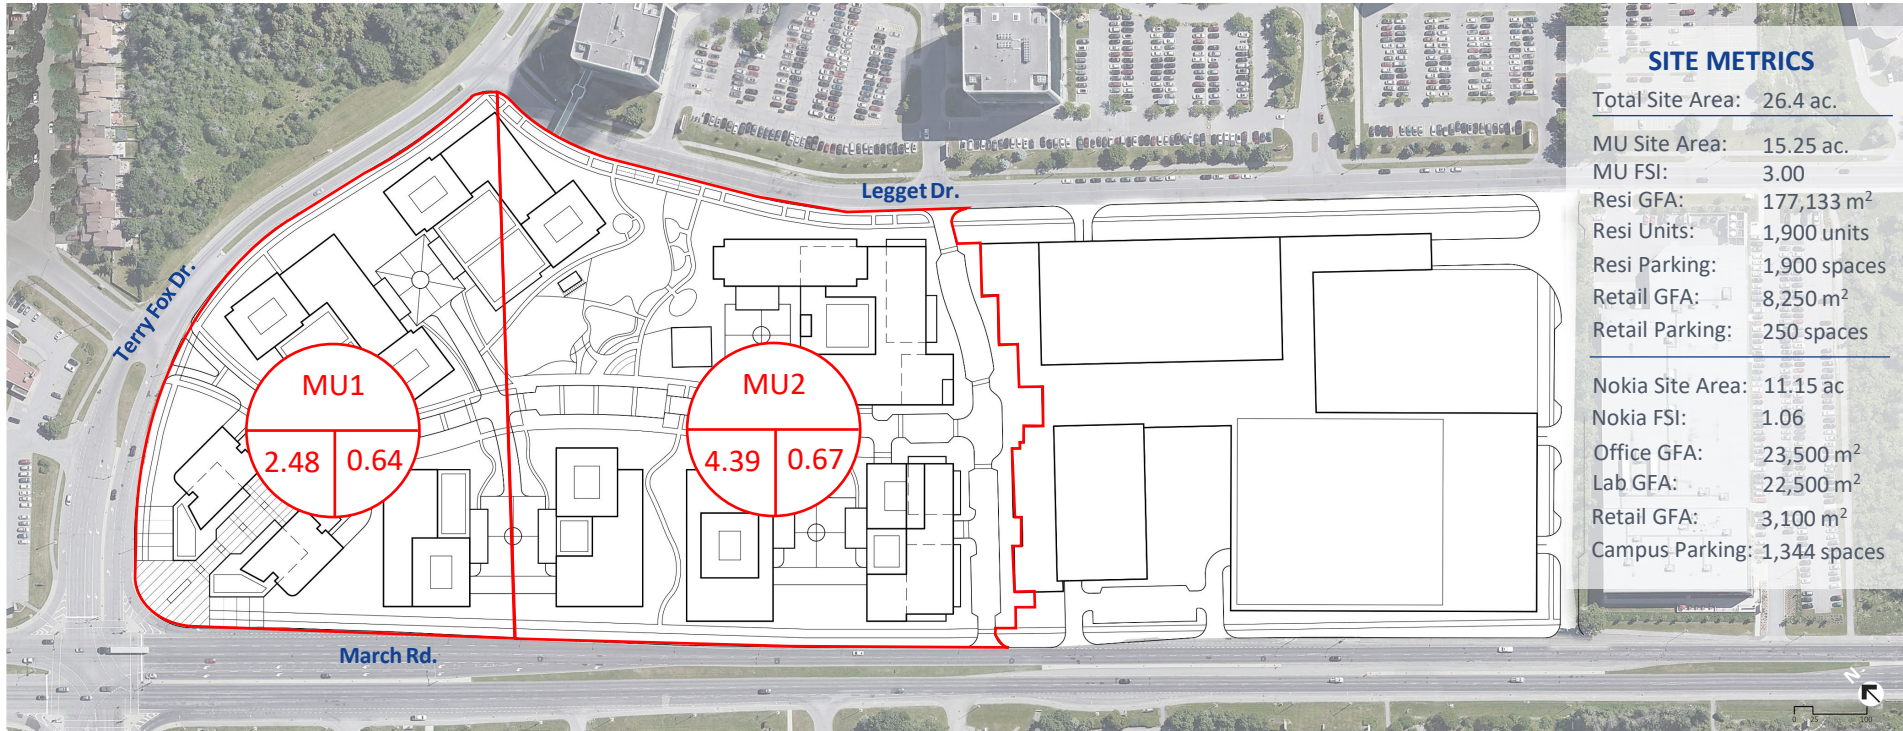 SITE METRICS
Total Site Area: 26.4 ac.
MU Site Area: 15.25 ac.
MU FSI: 3.00
Resi GFA: 177,133 m²
Resi Units: 1,900 units
Resi Parking: 1,900 spaces
Retail GFA: 8,250 m²
Retail Parking: 250 spaces
Nokia Site Area: 11.15 ac
Nokia FSI: 1.06
Office GFA: 23,500 m²
Lab GFA: 22,500 m²
Retail GFA: 3,100 m²
Campus Parking: 1,344 spaces
Legget Dr.
Terry Fox Dr.
MU1
2.48 0.64
MU2
4.39 0.67
March Rd.
N
0 25 100